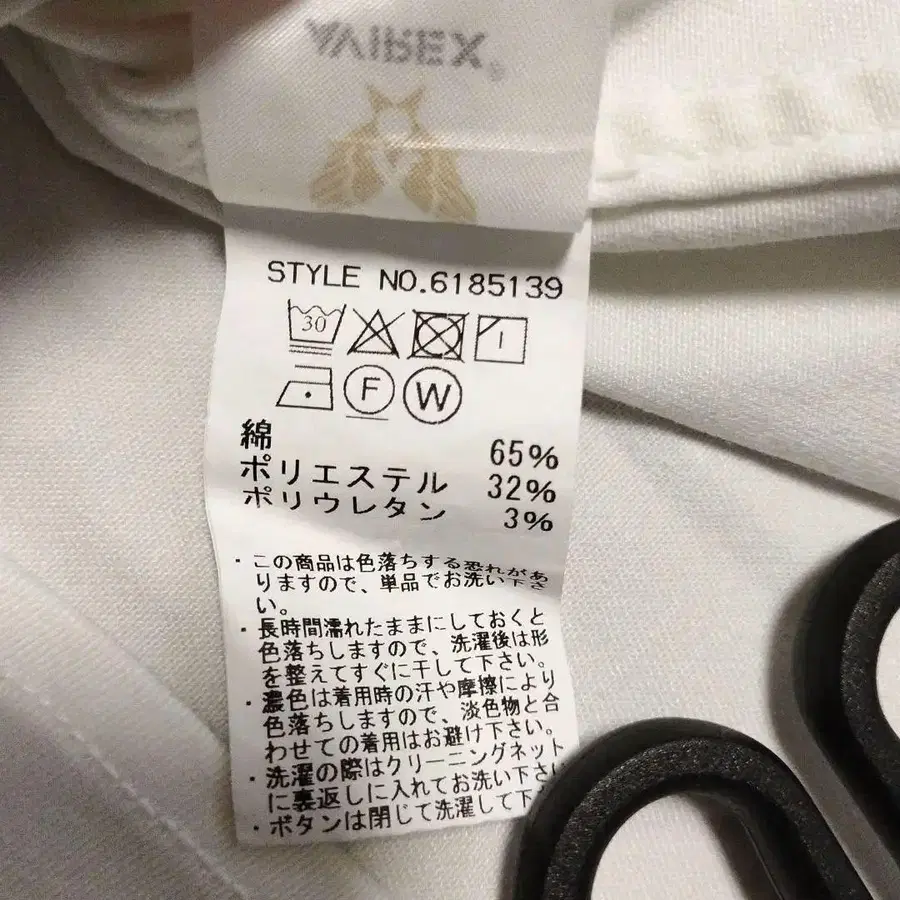 STYLE NO.6185139
30
F W
綿 65%
ポリエステル 32%
ポリウレタン 3%
・この商品は色落ちする恐れがあ
りますので、単品でお洗い下さ
い。
・長時間濡れたままにしておくと
色落ちしますので、洗濯後は形
を整えてすぐに干して下さい。
・濃色は着用時の汗や摩擦により
色落ちしますので、淡色物と合
わせての着用はお避け下さい。
・洗濯の際はクリーニングネット
に裏返しに入れてお洗い下さい
・ボタンは閉じて洗濯して下さ